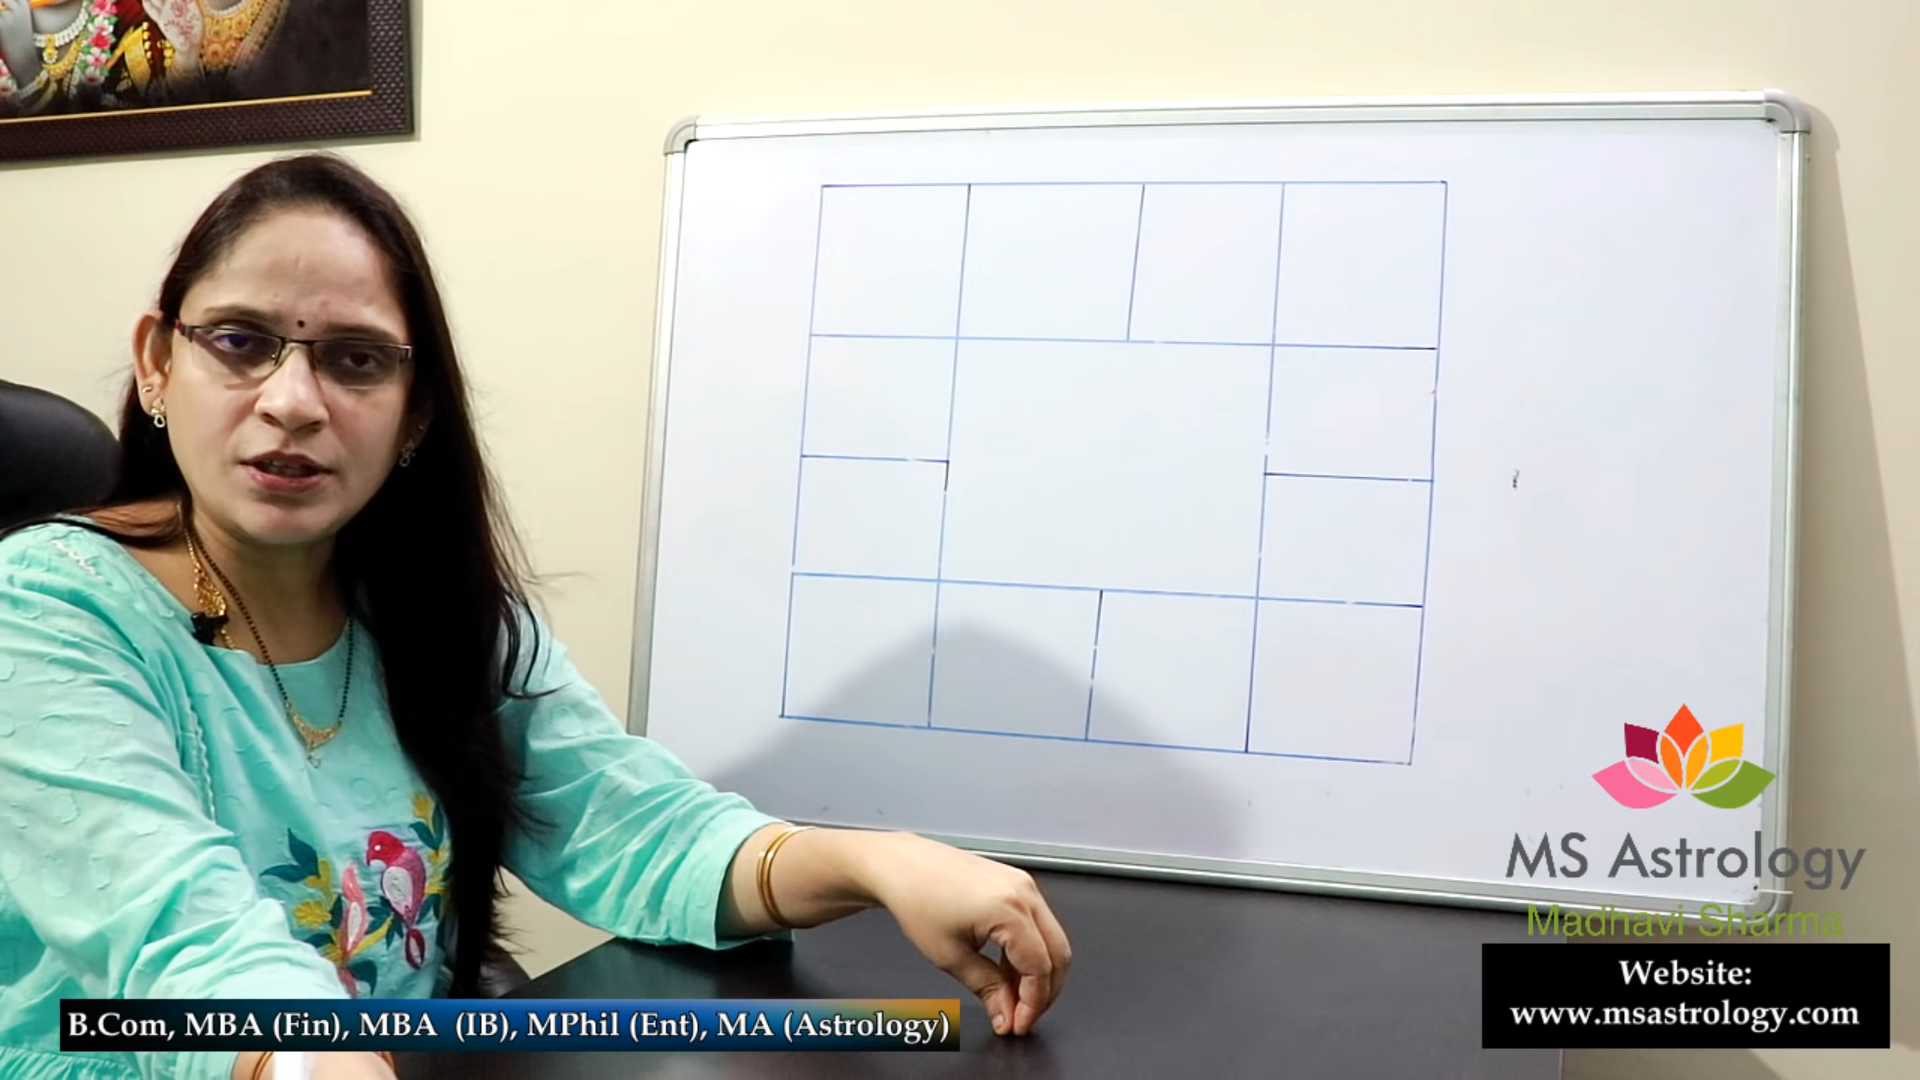 MS Astrology
Madhavi Sharma
Website:
www.msastrology.com
B.Com, MBA (Fin), MBA (IB), MPhil (Ent), MA (Astrology)